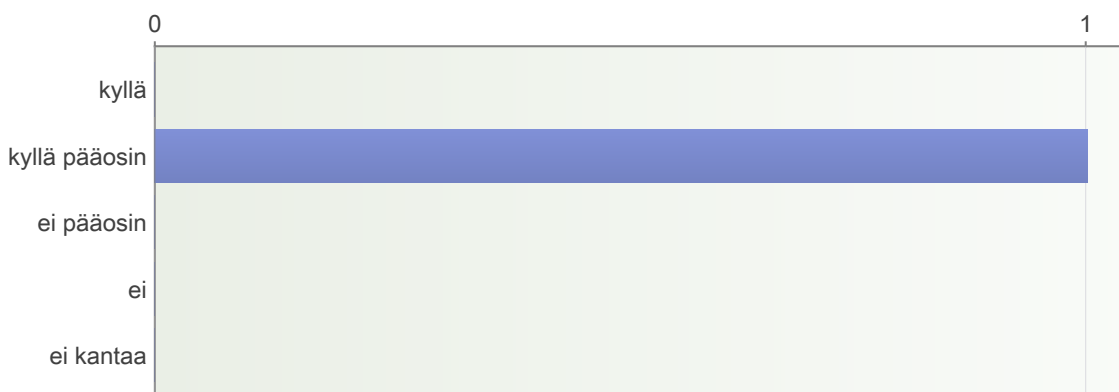 0 1
kyllä
kyllä pääosin
ei pääosin
ei
ei kantaa